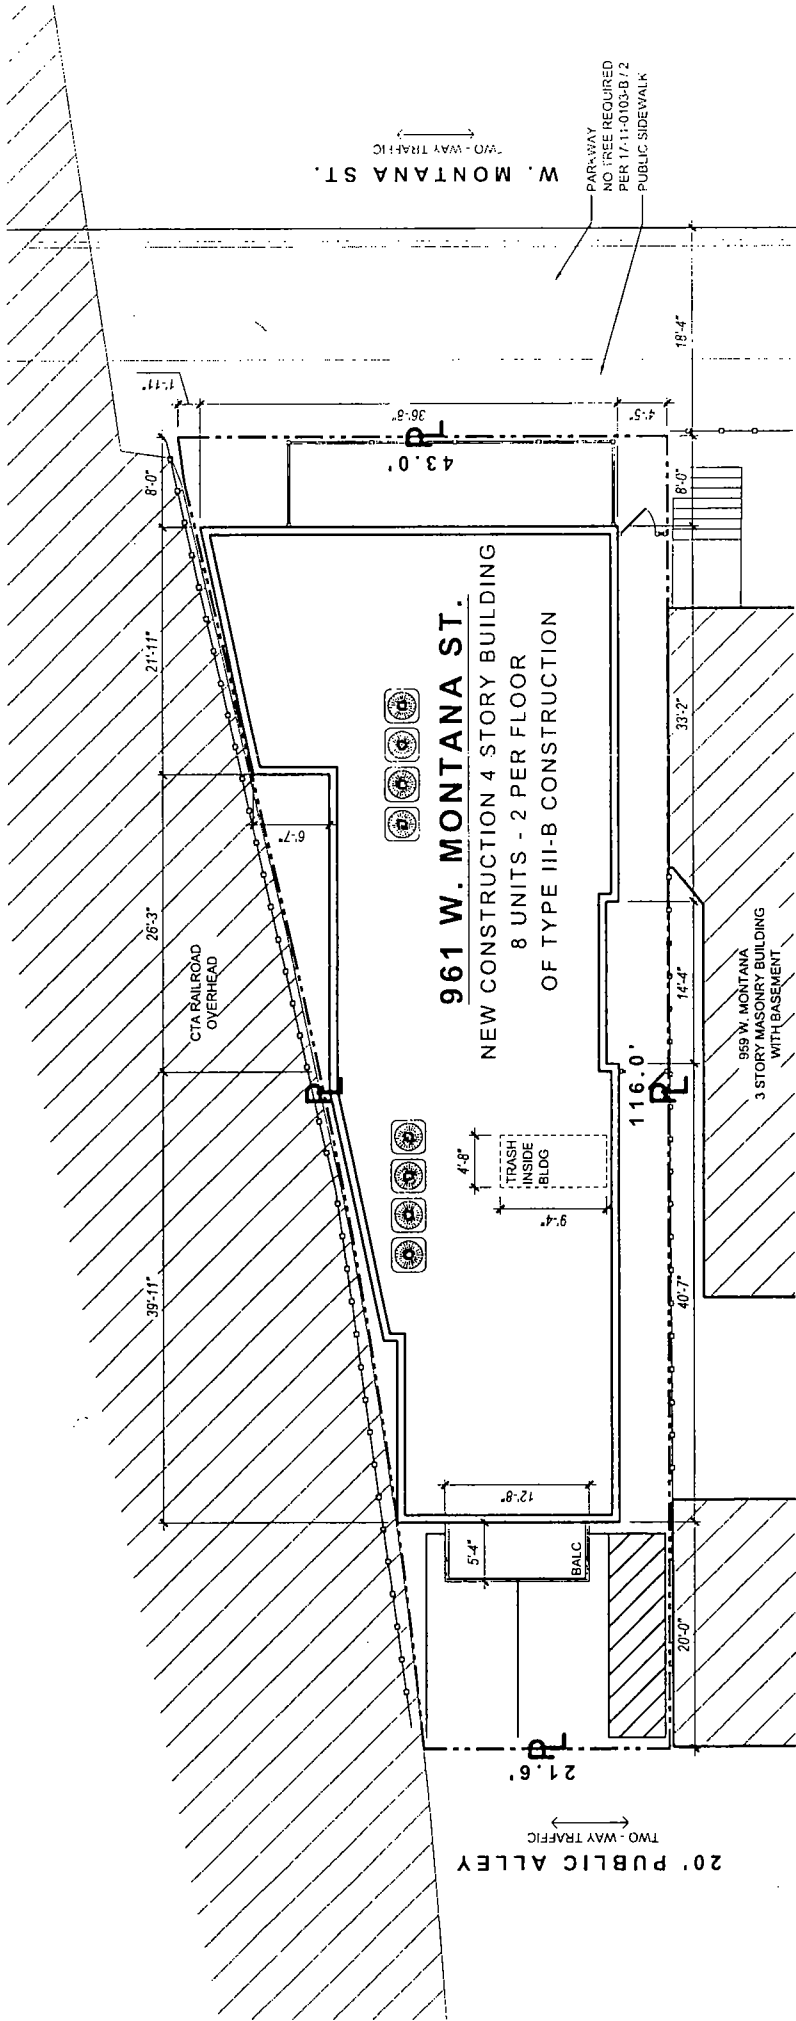 W. MONTANA ST.
TWO - WAY TRAFFIC
PARKWAY
NO TREE REQUIRED
PER 17-11-0103-B / 2
PUBLIC SIDEWALK
1'-11"
36'-8"
4'-5"
18'-4"
8'-0"
8'-0"
43.0'
PL
21'-11"
33'-2"
961 W. MONTANA ST.
NEW CONSTRUCTION 4 STORY BUILDING
8 UNITS - 2 PER FLOOR
OF TYPE III-B CONSTRUCTION
6'-7"
26'-3"
CTA RAILROAD
OVERHEAD
14'-4"
959 W. MONTANA
3 STORY MASONRY BUILDING
WITH BASEMENT
116.0'
PL
PL
4'-8"
TRASH
INSIDE
BLDG
9'-4"
39'-11"
40'-7"
12'-8"
5'-4"
BALC
20'-0"
PL
21.6'
TWO - WAY TRAFFIC
20' PUBLIC ALLEY